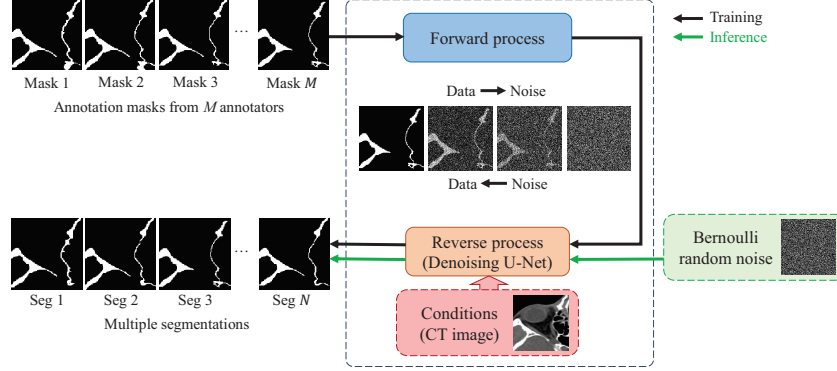 Mask 1
Mask 2
Mask 3
...
Mask M
Annotation masks from M annotators
Forward process
Training
Inference
Data Noise
Data Noise
Seg 1
Seg 2
Seg 3
...
Seg N
Multiple segmentations
Reverse process
(Denoising U-Net)
Conditions
(CT image)
Bernoulli
random noise